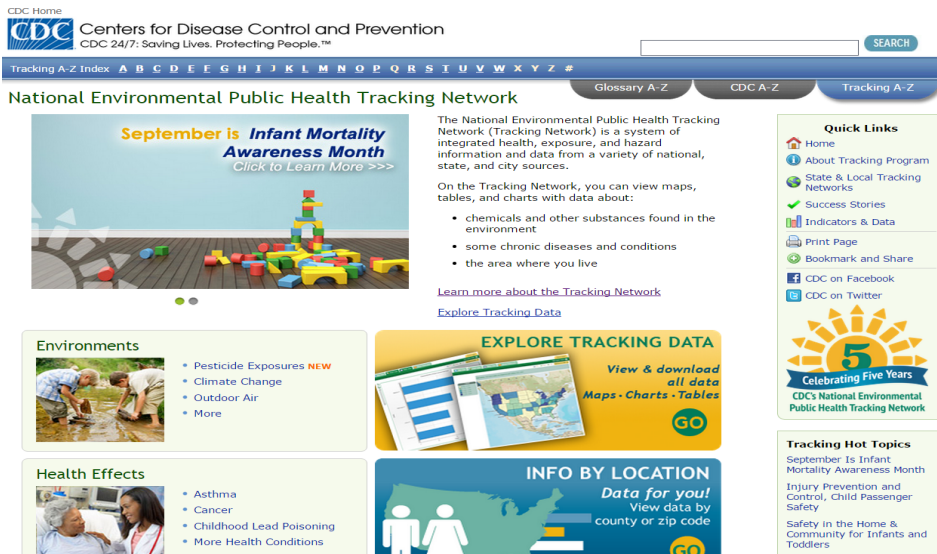 CDC Home
CDC Centers for Disease Control and Prevention
CDC 24/7: Saving Lives. Protecting People.™
SEARCH
Tracking A-Z Index A B C D E F G H I J K L M N O P Q R S T U V W X Y Z #
Glossary A-Z CDC A-Z Tracking A-Z
National Environmental Public Health Tracking Network
September is Infant Mortality
Awareness Month
Click to Learn More >>>
The National Environmental Public Health Tracking
Network (Tracking Network) is a system of
integrated health, exposure, and hazard
information and data from a variety of national,
state, and city sources.
On the Tracking Network, you can view maps,
tables, and charts with data about:
• chemicals and other substances found in the
environment
• some chronic diseases and conditions
• the area where you live
Learn more about the Tracking Network
Explore Tracking Data
Quick Links
Home
About Tracking Program
State & Local Tracking
Networks
Success Stories
Indicators & Data
Print Page
Bookmark and Share
CDC on Facebook
CDC on Twitter
5
Celebrating Five Years
CDC's National Environmental
Public Health Tracking Network
Environments
• Pesticide Exposures NEW
• Climate Change
• Outdoor Air
• More
EXPLORE TRACKING DATA
View & download
all data
Maps · Charts · Tables
GO
Health Effects
• Asthma
• Cancer
• Childhood Lead Poisoning
• More Health Conditions
INFO BY LOCATION
Data for you!
View data by
county or zip code
GO
Tracking Hot Topics
September Is Infant
Mortality Awareness Month
Injury Prevention and
Control, Child Passenger
Safety
Safety in the Home &
Community for Infants and
Toddlers